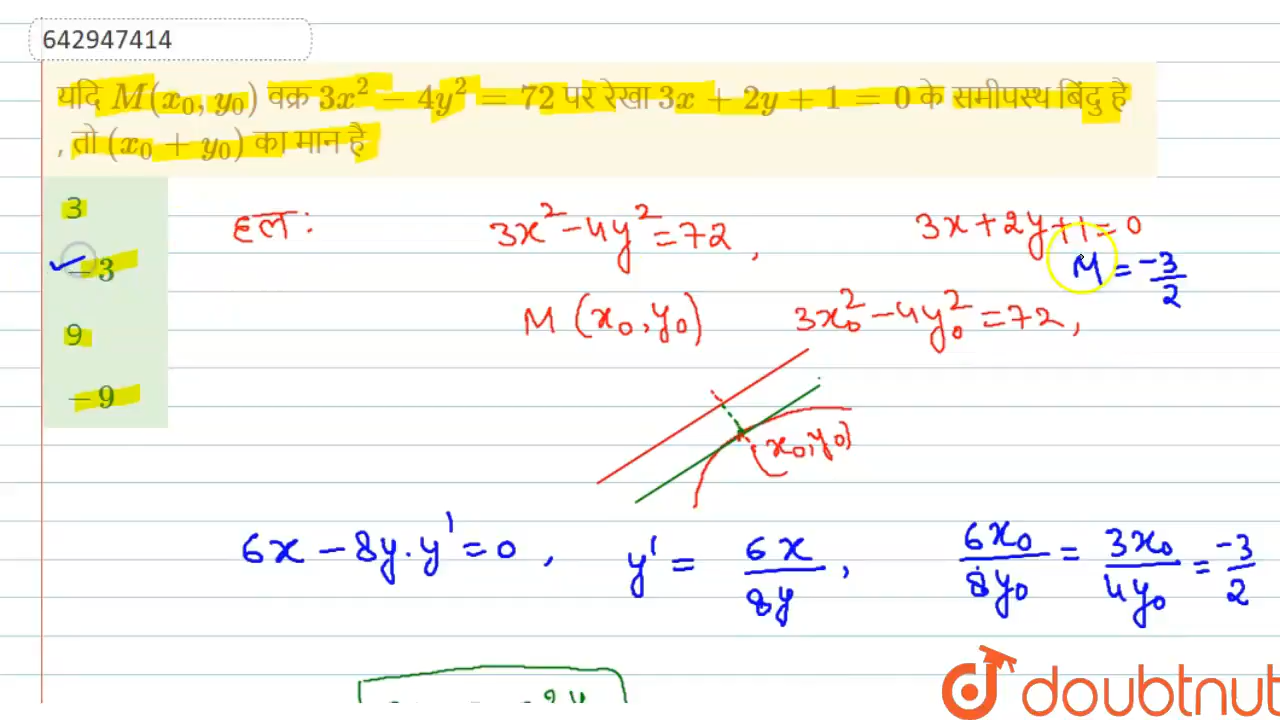 642947414
यदि M(x₀, y₀) वक्र 3x² − 4y² = 72 पर रेखा 3x + 2y + 1 = 0 के समीपस्थ बिंदु है
, तो (x₀ + y₀) का मान है
3
−3
9
−9
हल: 3x² − 4y² = 72 , 3x + 2y + 1 = 0
M = −3/2
M (x₀, y₀) 3x₀² − 4y₀² = 72 ,
(x₀, y₀)
6x − 8y . y' = 0 , y' = 6x/8y , 6x₀/8y₀ = 3x₀/4y₀ = −3/2
doubtnut